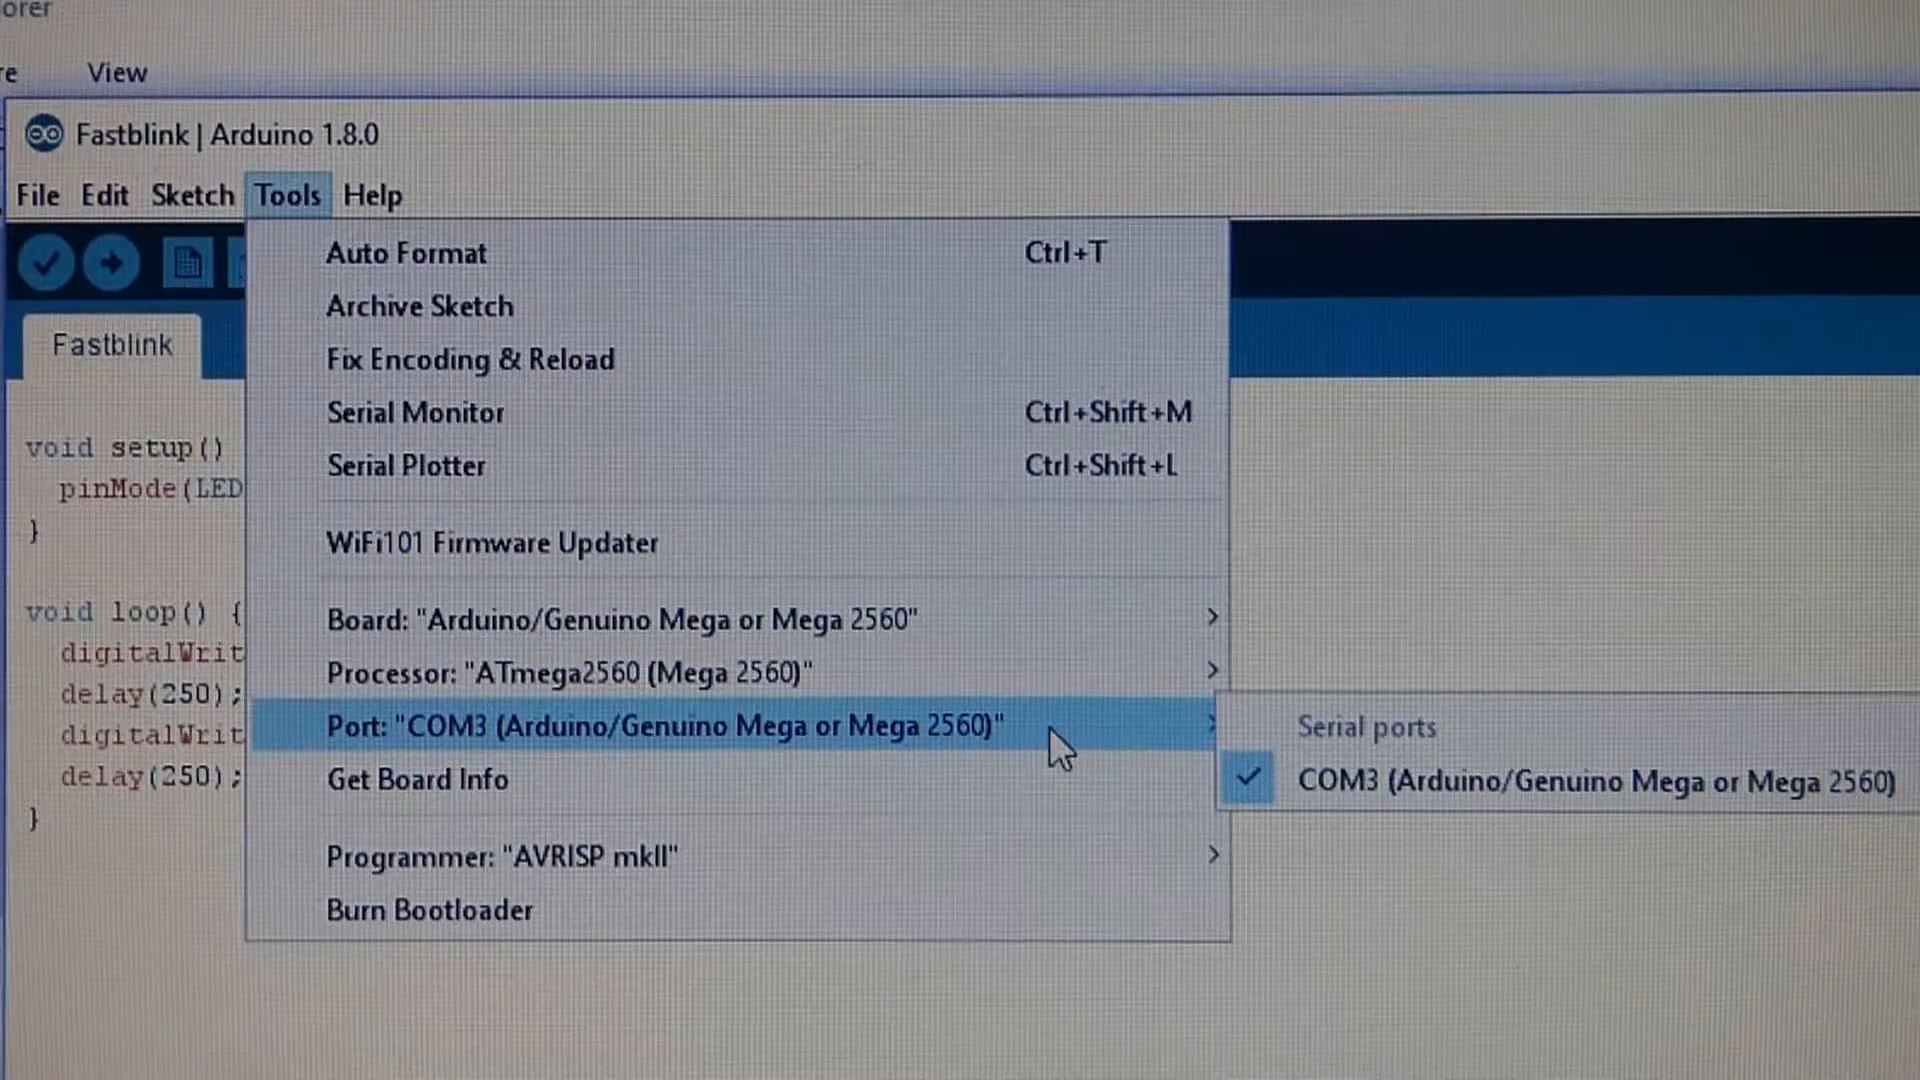 orer
re View
Fastblink | Arduino 1.8.0
File Edit Sketch Tools Help
Auto Format Ctrl+T
Archive Sketch
Fix Encoding & Reload
Serial Monitor Ctrl+Shift+M
Serial Plotter Ctrl+Shift+L
WiFi101 Firmware Updater
Board: "Arduino/Genuino Mega or Mega 2560"
Processor: "ATmega2560 (Mega 2560)"
Port: "COM3 (Arduino/Genuino Mega or Mega 2560)"
Get Board Info
Programmer: "AVRISP mkII"
Burn Bootloader
Serial ports
COM3 (Arduino/Genuino Mega or Mega 2560)
Fastblink
void setup()
pinMode(LED
}
void loop() {
digitalWrit
delay(250);
digitalWrit
delay(250);
}